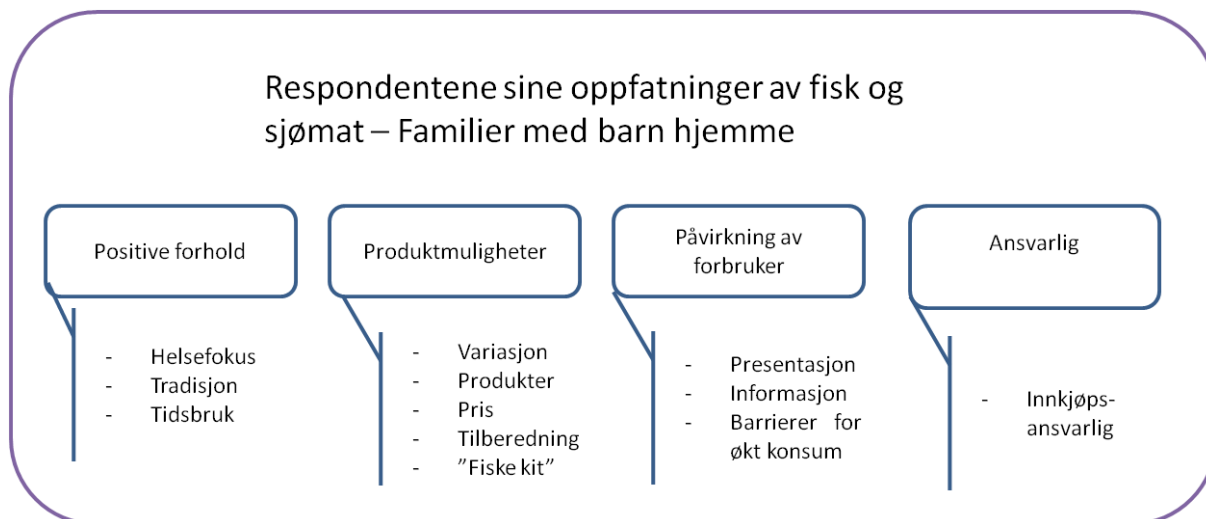 Respondentene sine oppfatninger av fisk og
sjømat – Familier med barn hjemme
Positive forhold
- Helsefokus
- Tradisjon
- Tidsbruk
Produktmuligheter
- Variasjon
- Produkter
- Pris
- Tilberedning
- ”Fiske kit”
Påvirkning av
forbruker
- Presentasjon
- Informasjon
- Barrierer for
økt konsum
Ansvarlig
- Innkjøps-
ansvarlig